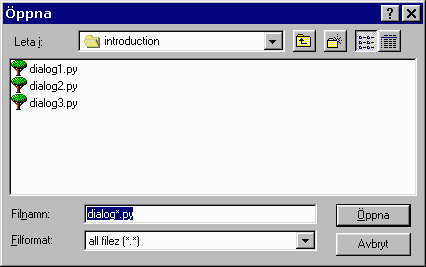 Öppna
Leta i: introduction
dialog1.py
dialog2.py
dialog3.py
Filnamn: dialog*.py Öppna
Filformat: all filez (*.*) Avbryt